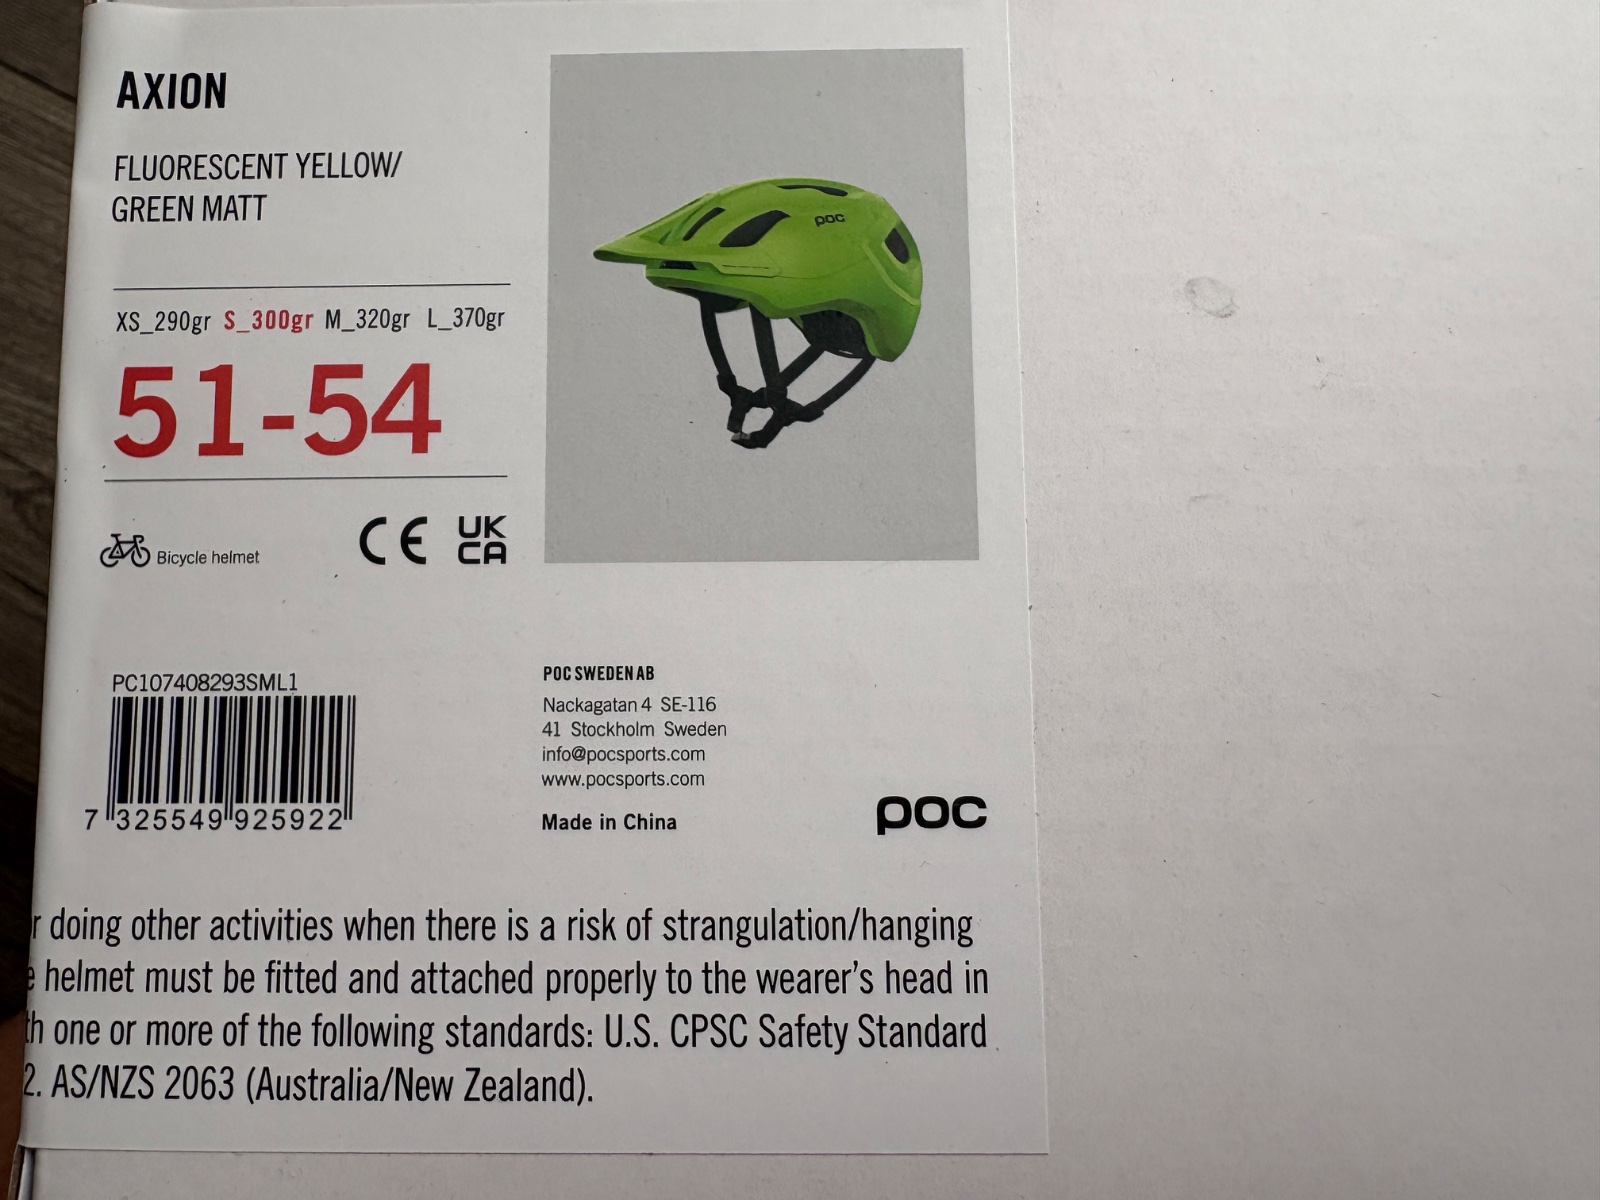 AXION
FLUORESCENT YELLOW/
GREEN MATT
XS_290gr S_300gr M_320gr L_370gr
51-54
Bicycle helmet
CE
UK
CA
poc
PC107408293SML1
7 325549 925922
POC SWEDEN AB
Nackagatan 4 SE-116
41 Stockholm Sweden
info@pocsports.com
www.pocsports.com
Made in China
poc
doing other activities when there is a risk of strangulation/hanging
helmet must be fitted and attached properly to the wearer's head in
one or more of the following standards: U.S. CPSC Safety Standard
2. AS/NZS 2063 (Australia/New Zealand).